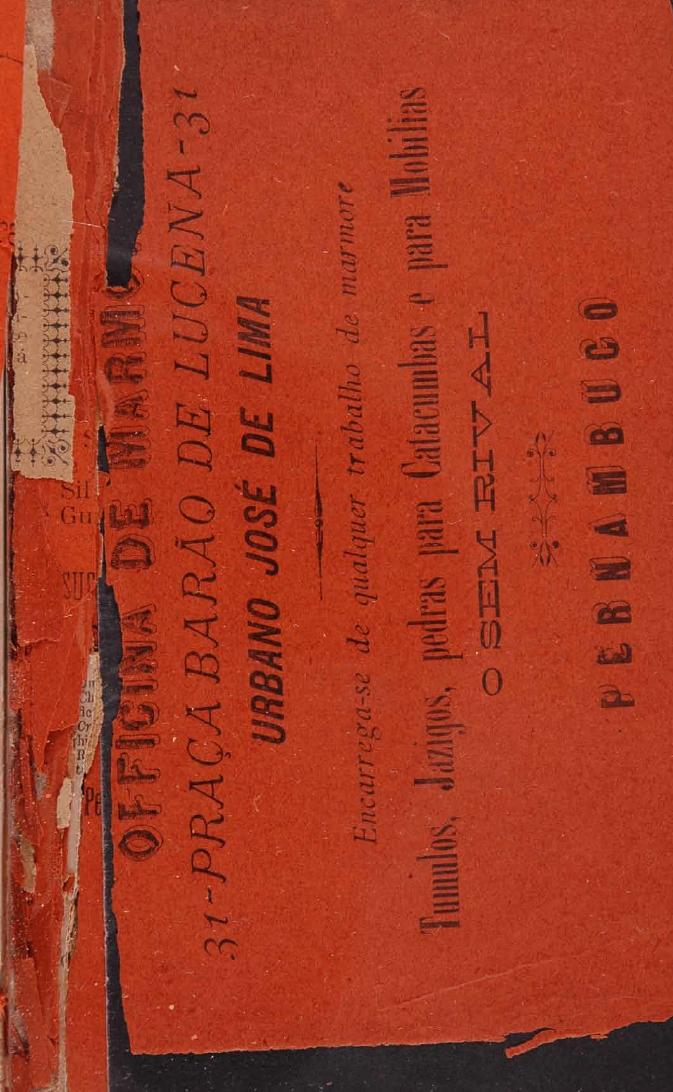 OFFICINA DE MARMO
31-PRAÇA BARÃO DE LUCENA-31
URBANO JOSÉ DE LIMA
Encarrega-se de qualquer trabalho de marmore
Tumulos, Jazigos, pedras para Catacumbas e para Mobilias
O SEM RIVAL
PERNAMBUCO